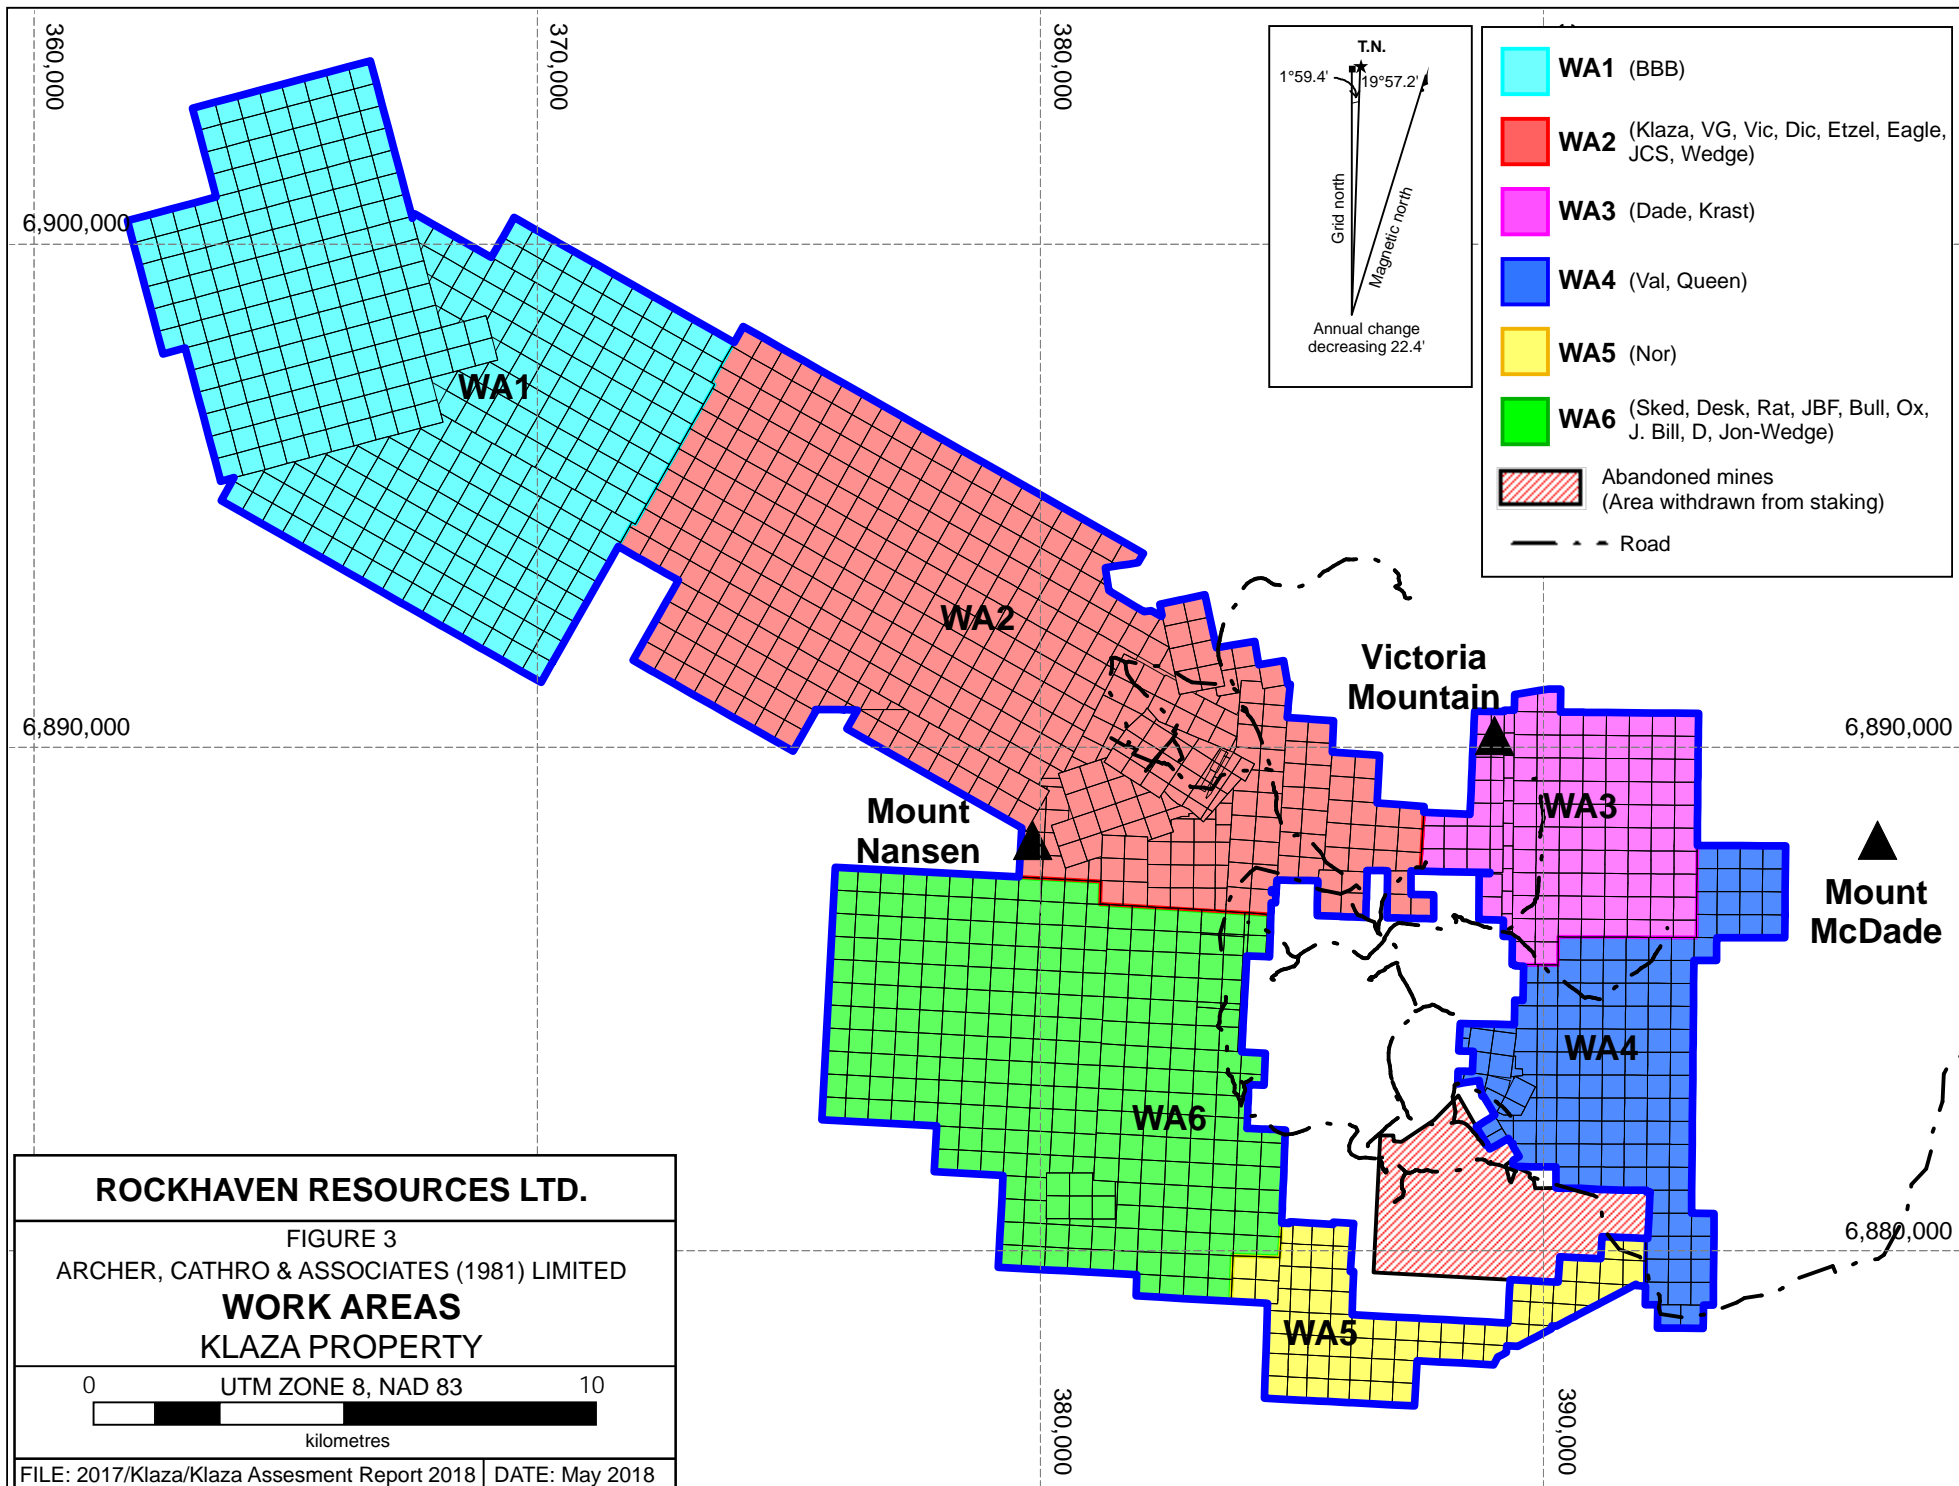 360,000
370,000
380,000
T.N.
1°59.4'
19°57.2'
Grid north
Magnetic north
Annual change
decreasing 22.4'
WA1 (BBB)
WA2 (Klaza, VG, Vic, Dic, Etzel, Eagle,
JCS, Wedge)
WA3 (Dade, Krast)
WA4 (Val, Queen)
WA5 (Nor)
WA6 (Sked, Desk, Rat, JBF, Bull, Ox,
J. Bill, D, Jon-Wedge)
Abandoned mines
(Area withdrawn from staking)
Road
6,900,000
WA1
WA2
Victoria
Mountain
6,890,000
6,890,000
WA3
Mount
Nansen
Mount
McDade
WA4
WA6
6,880,000
WA5
380,000
390,000
ROCKHAVEN RESOURCES LTD.
FIGURE 3
ARCHER, CATHRO & ASSOCIATES (1981) LIMITED
WORK AREAS
KLAZA PROPERTY
0 UTM ZONE 8, NAD 83 10
kilometres
FILE: 2017/Klaza/Klaza Assesment Report 2018 DATE: May 2018